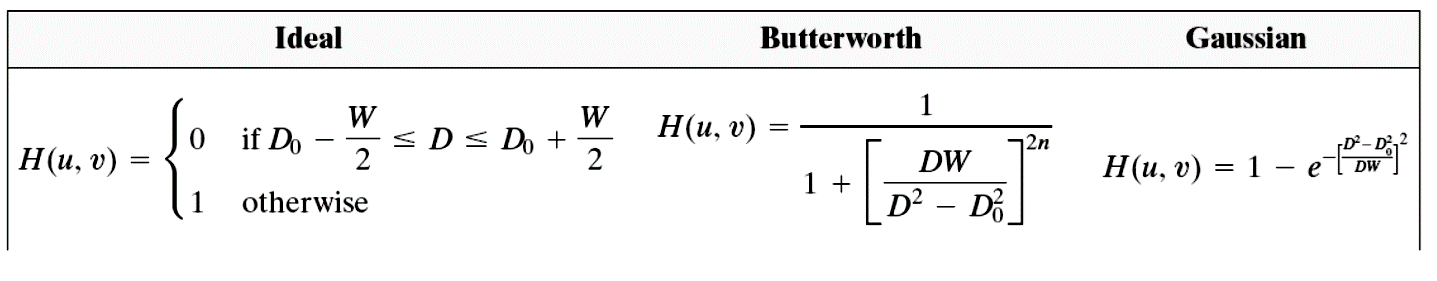 Ideal Butterworth Gaussian
H(u, v) = { 0 if D₀ − W/2 ≤ D ≤ D₀ + W/2
1 otherwise
H(u, v) = 1 / (1 + [DW / (D² − D₀²)]²ⁿ)
H(u, v) = 1 − e^(−[(D² − D₀²) / DW]²)